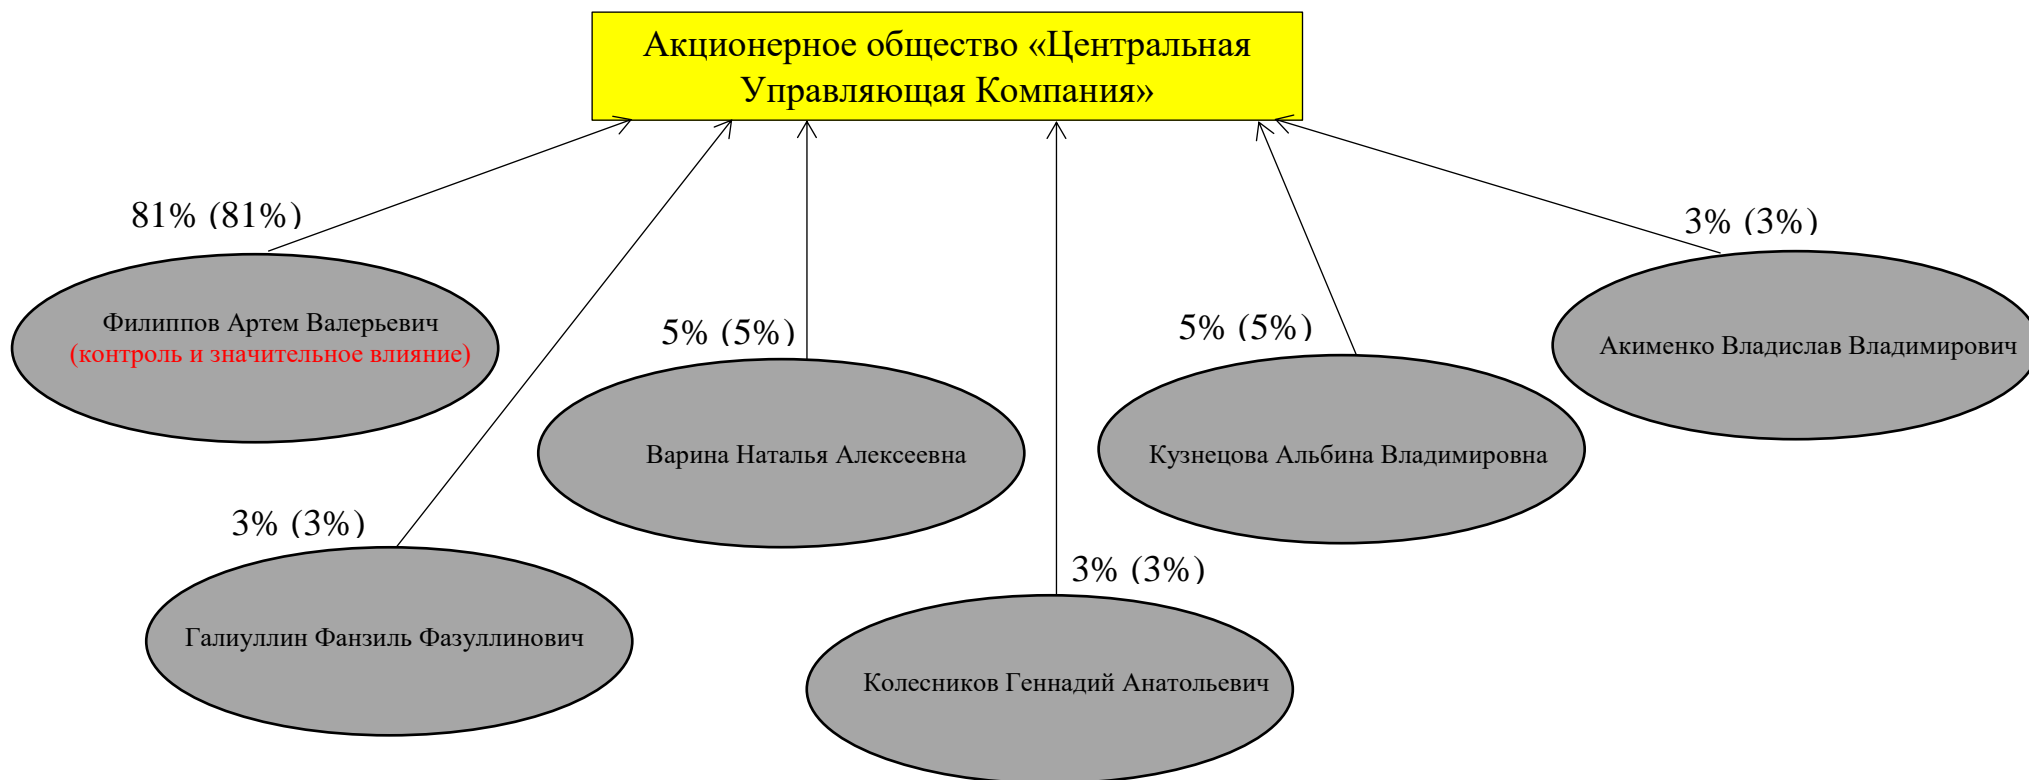 Акционерное общество «Центральная
Управляющая Компания»
81% (81%)
3% (3%)
Филиппов Артем Валерьевич
(контроль и значительное влияние)
5% (5%)
5% (5%)
Акименко Владислав Владимирович
Варина Наталья Алексеевна
Кузнецова Альбина Владимировна
3% (3%)
3% (3%)
Галиуллин Фанзиль Фазуллинович
Колесников Геннадий Анатольевич